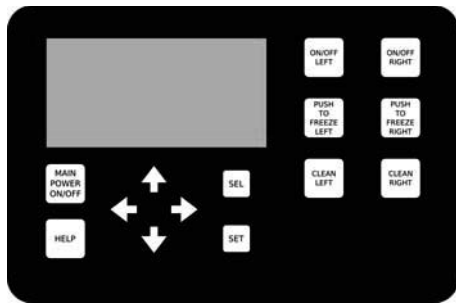 ON/OFF
LEFT
ON/OFF
RIGHT
PUSH
TO
FREEZE
LEFT
PUSH
TO
FREEZE
RIGHT
MAIN
POWER
ON/OFF
SEL
CLEAN
LEFT
CLEAN
RIGHT
HELP
SET